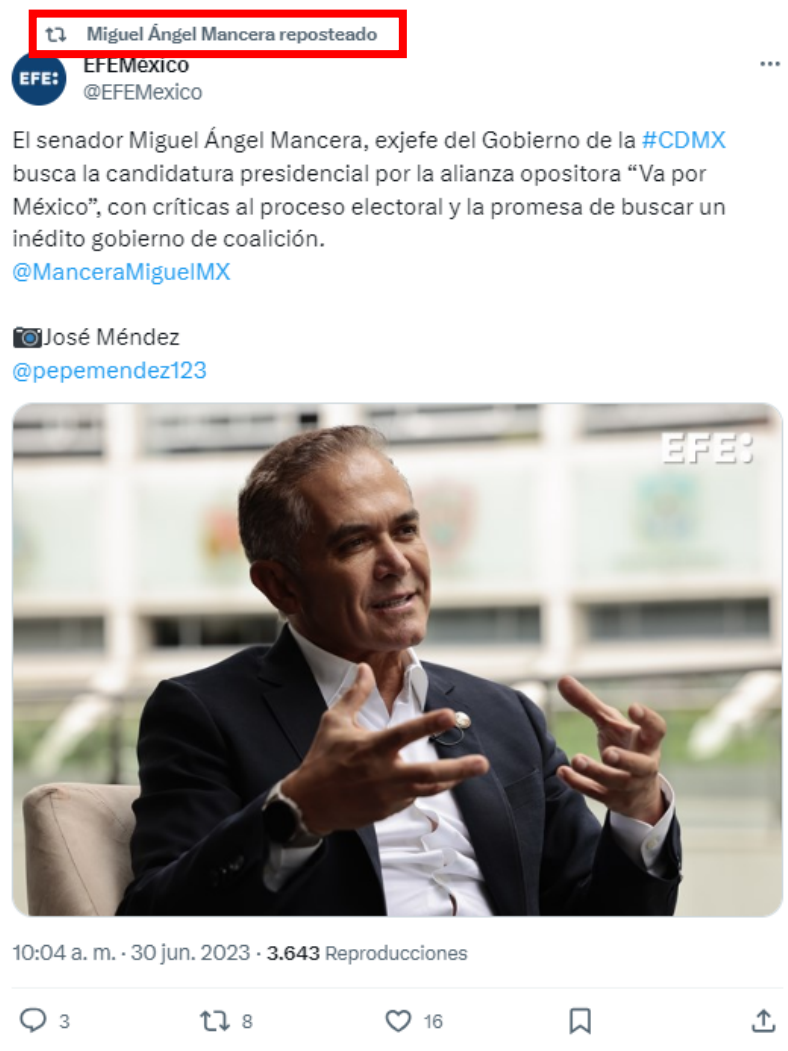 Miguel Ángel Mancera reposteado
EFE:
EFEMéxico
@EFEMexico
El senador Miguel Ángel Mancera, exjefe del Gobierno de la #CDMX
busca la candidatura presidencial por la alianza opositora “Va por
México”, con críticas al proceso electoral y la promesa de buscar un
inédito gobierno de coalición.
@ManceraMiguelMX
José Méndez
@pepemendez123
EFE:
10:04 a. m. · 30 jun. 2023 · 3.643 Reproducciones
3 8 16